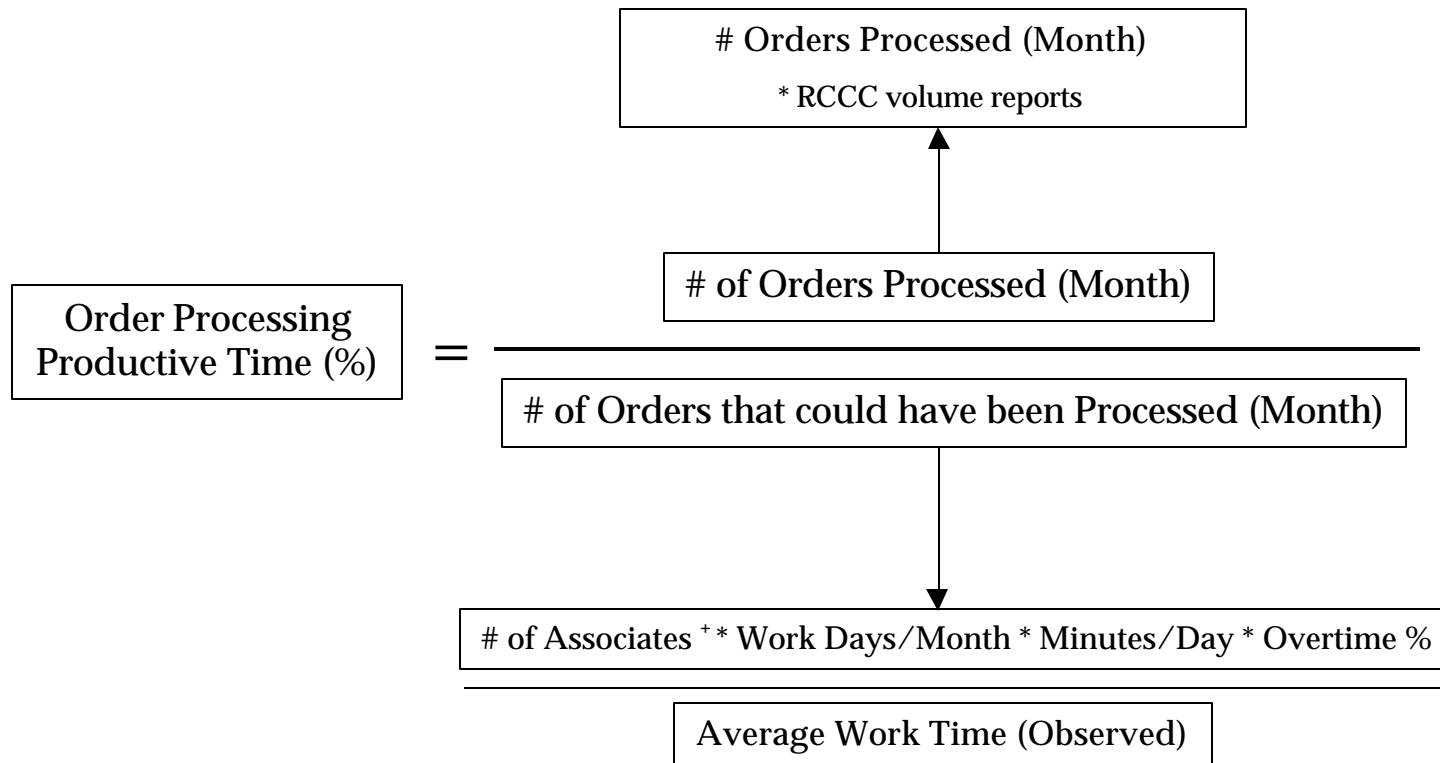 # Orders Processed (Month)
* RCCC volume reports
# of Orders Processed (Month)
Order Processing
Productive Time (%)
=
# of Orders that could have been Processed (Month)
# of Associates + * Work Days/Month * Minutes/Day * Overtime %
Average Work Time (Observed)